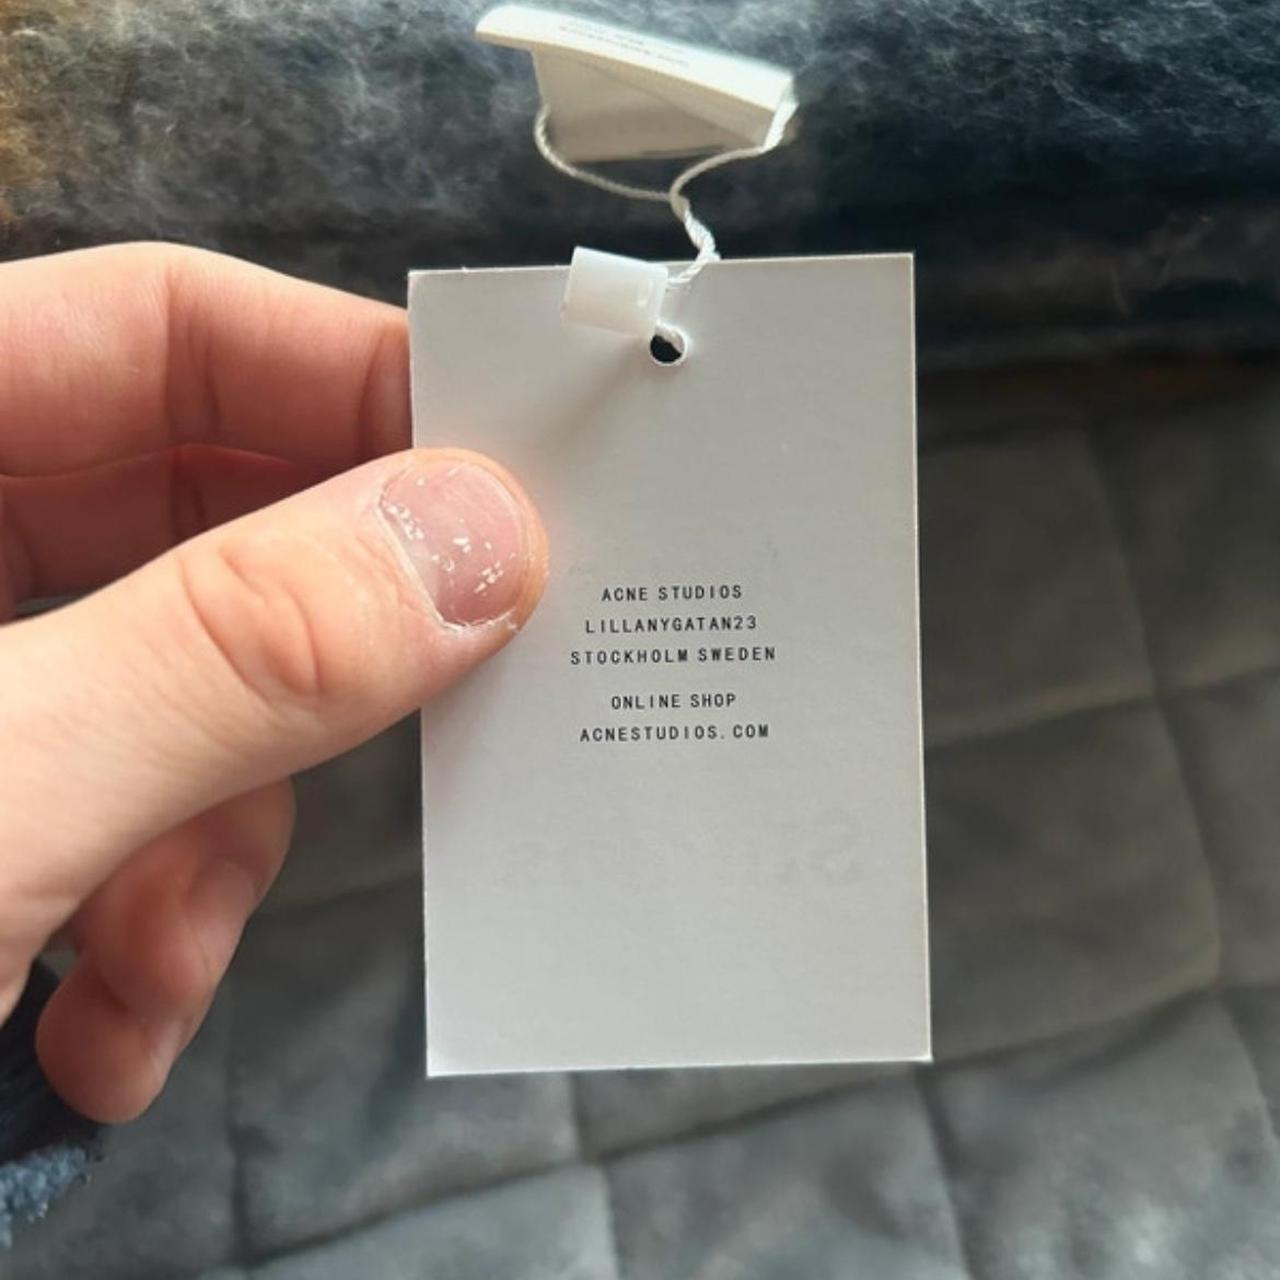 ACNE STUDIOS
LILLANYGATAN23
STOCKHOLM SWEDEN
ONLINE SHOP
ACNESTUDIOS.COM